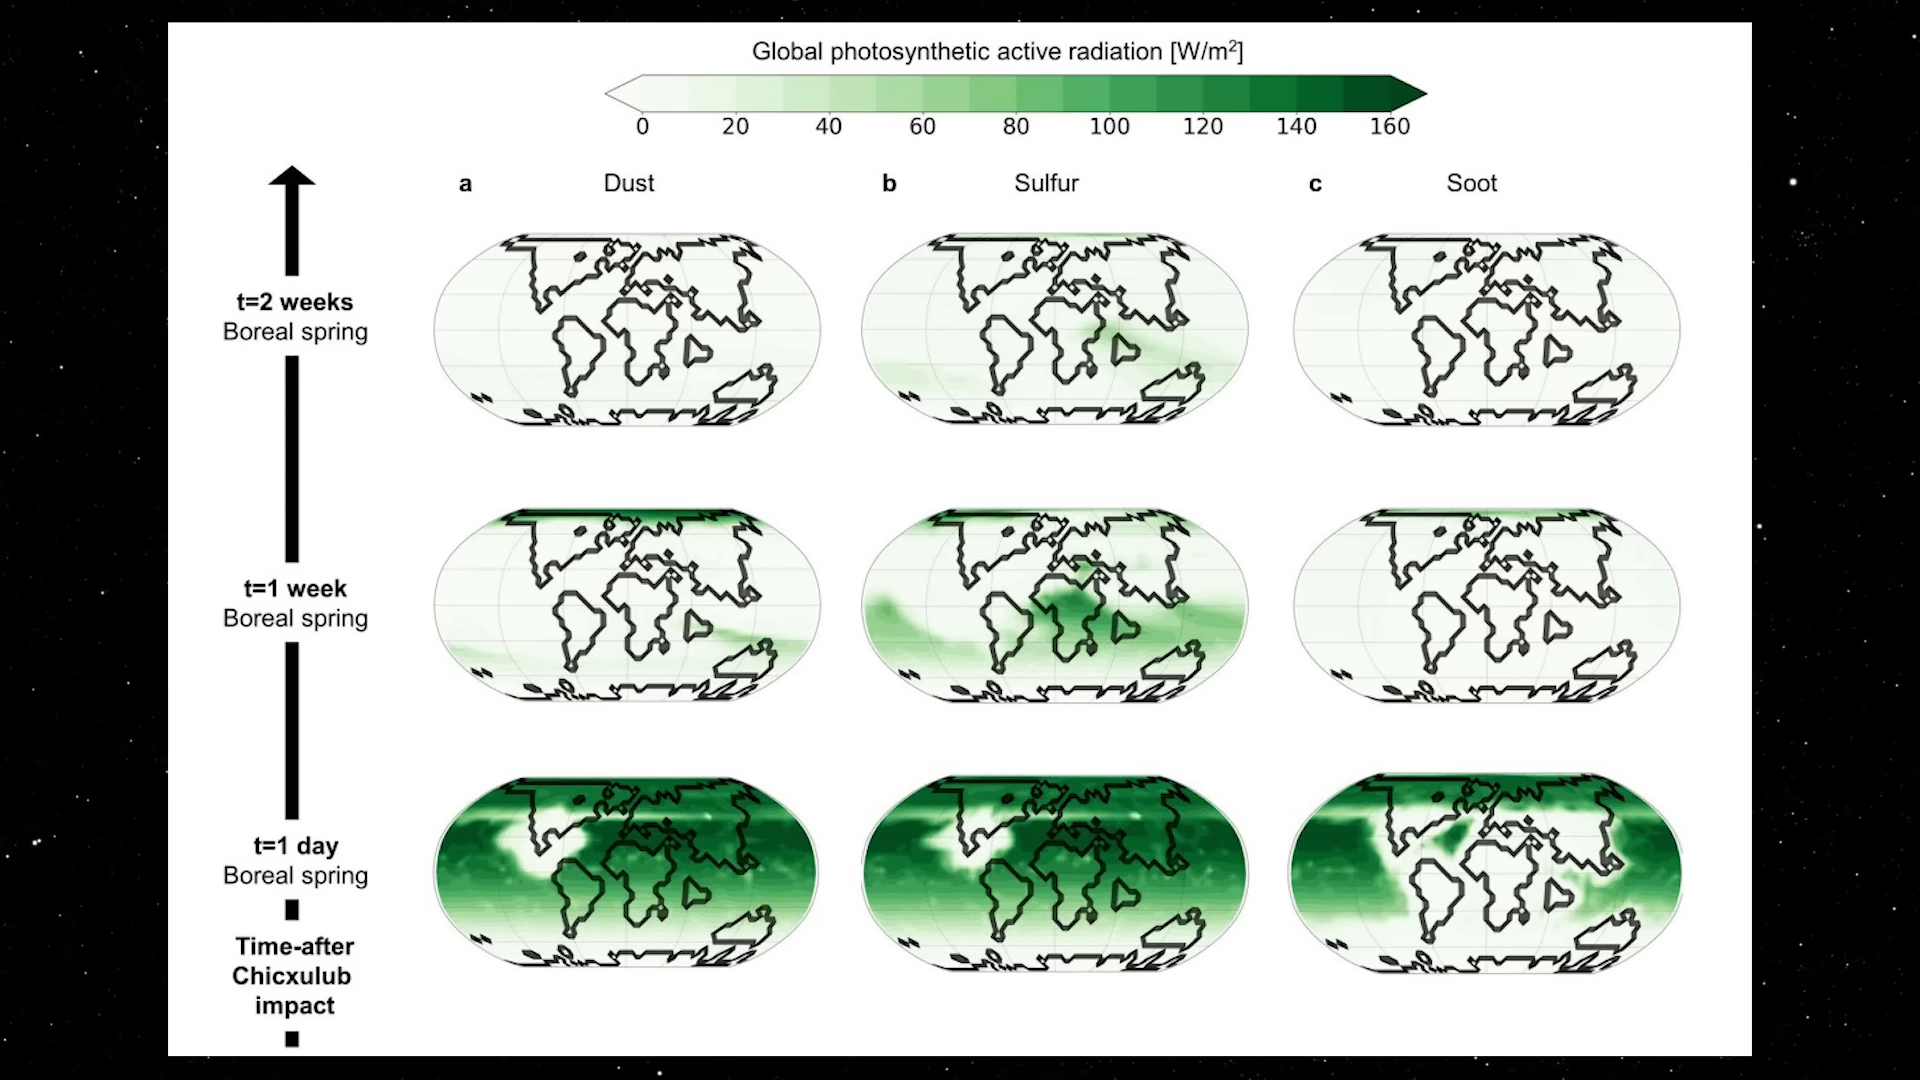 Global photosynthetic active radiation [W/m²]
0 20 40 60 80 100 120 140 160
a Dust b Sulfur c Soot
t=2 weeks
Boreal spring
t=1 week
Boreal spring
t=1 day
Boreal spring
Time-after
Chicxulub
impact